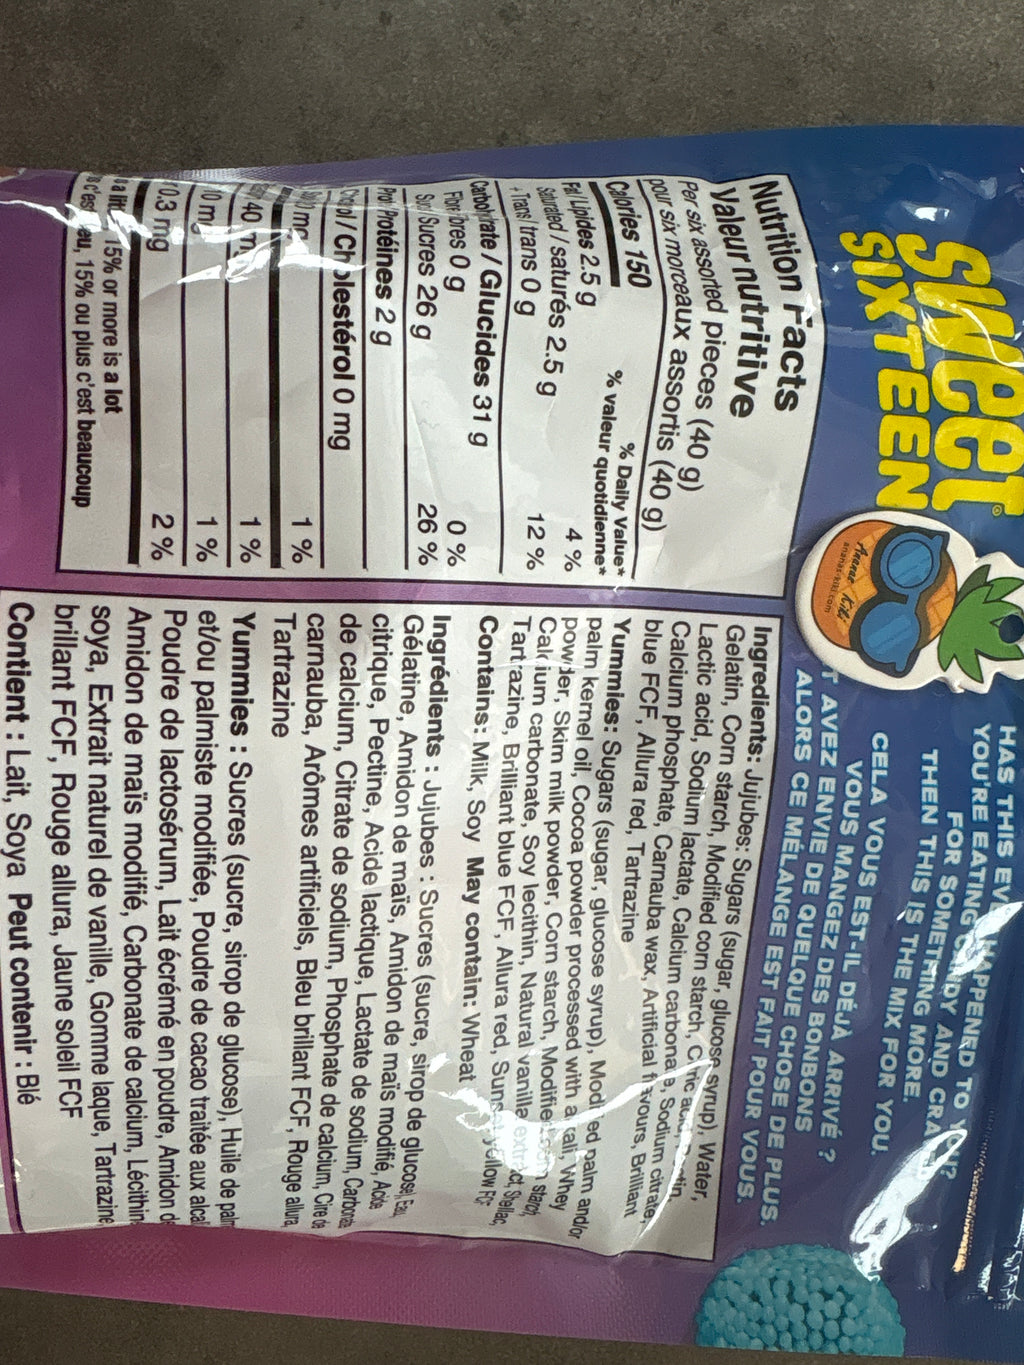 sweet®
SIXTEEN
Ananas Kiki
ananas-kiki.com
HAS THIS HAPPENED TO YOU?
YOU'RE EATING CANDY AND CRAVING
FOR SOMETHING MORE.
THEN THIS IS THE MIX FOR YOU.
CELA VOUS EST-IL DÉJÀ ARRIVÉ ?
VOUS MANGEZ DES BONBONS
T AVEZ ENVIE DE QUELQUE CHOSE DE PLUS.
ALORS CE MÉLANGE EST FAIT POUR VOUS.
Nutrition Facts
Valeur nutritive
Per six assorted pieces (40 g)
pour six morceaux assortis (40 g)
% Daily Value*
Calories 150 % valeur quotidienne*
Fat / Lipides 2.5 g 4 %
Saturated / saturés 2.5 g
+ Trans / trans 0 g 12 %
Carbohydrate / Glucides 31 g
Fibres 0 g 0 %
Sucres 26 g 26 %
Protéines 2 g
Cholestérol 0 mg
1 %
40 1 %
1 %
0.3 mg 2 %
15% or more is a lot
15% ou plus c'est beaucoup
Ingredients: Jujubes: Sugars (sugar, glucose syrup), Water,
Gelatin, Corn starch, Modified corn starch, Citric acid, Pectin,
Lactic acid, Sodium lactate, Calcium carbonate, Sodium citrate,
Calcium phosphate, Carnauba wax, Artificial flavours, Brilliant
blue FCF, Allura red, Tartrazine
Yummies: Sugars (sugar, glucose syrup), Modified palm and/or
palm kernel oil, Cocoa powder processed with alkali, Whey
powder, Skim milk powder, Corn starch, Modified corn starch,
Calcium carbonate, Soy lecithin, Natural vanilla extract, Shellac,
Tartrazine, Brilliant blue FCF, Allura red, Sunset yellow FCF
Contains: Milk, Soy May contain: Wheat
Ingrédients : Jujubes : Sucres (sucre, sirop de glucose), Eau,
Gélatine, Amidon de maïs, Amidon de maïs modifié, Acide
citrique, Pectine, Acide lactique, Lactate de sodium, Carbonate
de calcium, Citrate de sodium, Phosphate de calcium, Cire de
carnauba, Arômes artificiels, Bleu brillant FCF, Rouge allura,
Tartrazine
Yummies : Sucres (sucre, sirop de glucose), Huile de palm
et/ou palmiste modifiée, Poudre de cacao traitée aux alcal
Poudre de lactosérum, Lait écrémé en poudre, Amidon de
Amidon de maïs modifié, Carbonate de calcium, Lécithin
soya, Extrait naturel de vanille, Gomme laque, Tartrazine,
brillant FCF, Rouge allura, Jaune soleil FCF
Contient : Lait, Soya Peut contenir : Blé